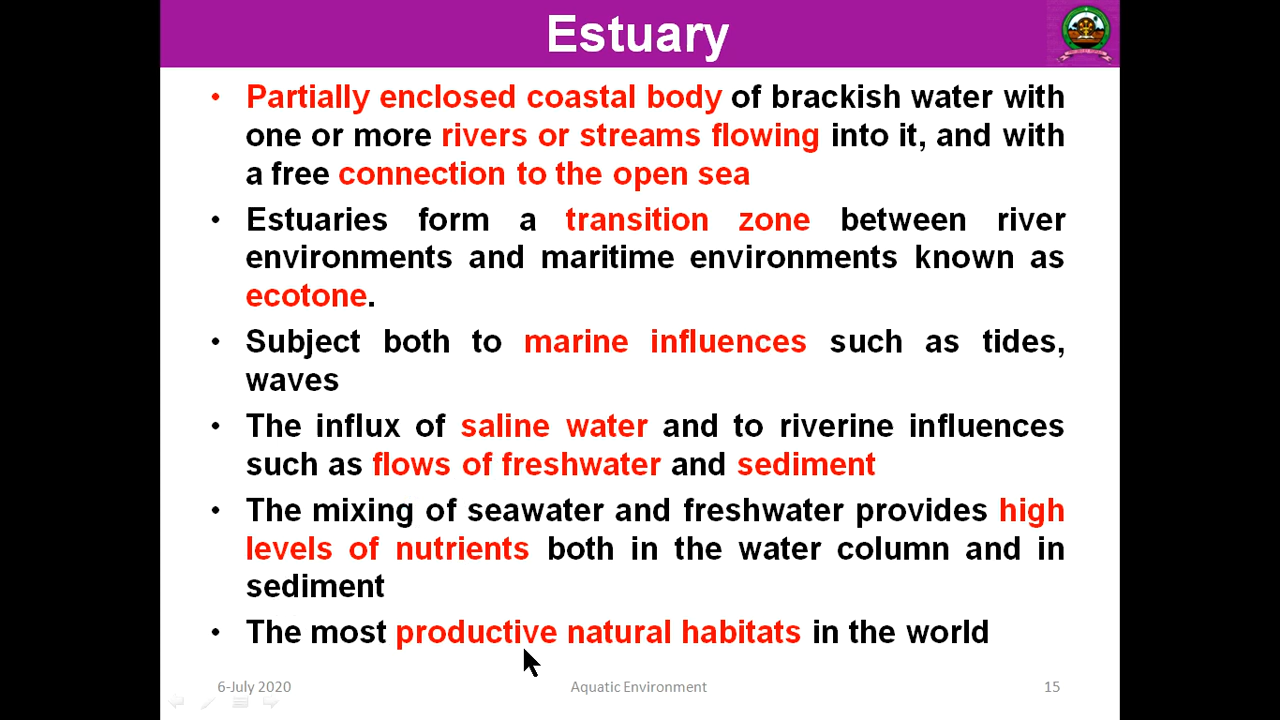 Estuary
• Partially enclosed coastal body of brackish water with
one or more rivers or streams flowing into it, and with
a free connection to the open sea
• Estuaries form a transition zone between river
environments and maritime environments known as
ecotone.
• Subject both to marine influences such as tides,
waves
• The influx of saline water and to riverine influences
such as flows of freshwater and sediment
• The mixing of seawater and freshwater provides high
levels of nutrients both in the water column and in
sediment
• The most productive natural habitats in the world
6-July 2020
Aquatic Environment
15